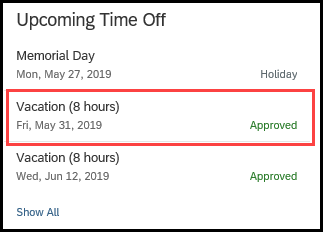 Upcoming Time Off
Memorial Day
Mon, May 27, 2019 Holiday
Vacation (8 hours)
Fri, May 31, 2019 Approved
Vacation (8 hours)
Wed, Jun 12, 2019 Approved
Show All